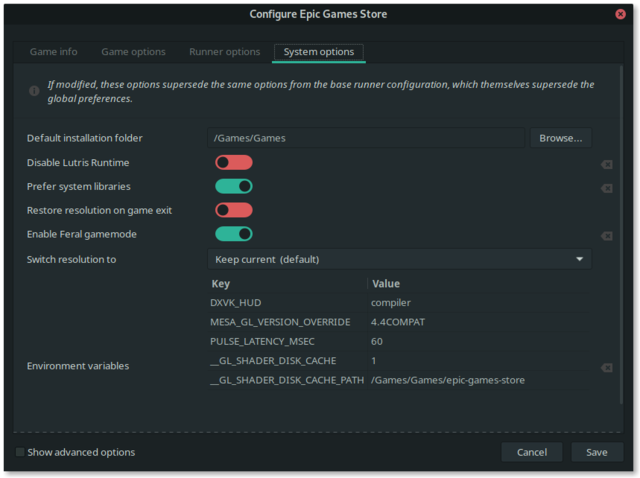 Configure Epic Games Store
Game info Game options Runner options System options
If modified, these options supersede the same options from the base runner configuration, which themselves supersede the
global preferences.
Default installation folder /Games/Games Browse...
Disable Lutris Runtime
Prefer system libraries
Restore resolution on game exit
Enable Feral gamemode
Switch resolution to Keep current (default)
Key Value
DXVK_HUD compiler
MESA_GL_VERSION_OVERRIDE 4.4COMPAT
PULSE_LATENCY_MSEC 60
__GL_SHADER_DISK_CACHE 1
Environment variables
__GL_SHADER_DISK_CACHE_PATH /Games/Games/epic-games-store
Show advanced options Cancel Save